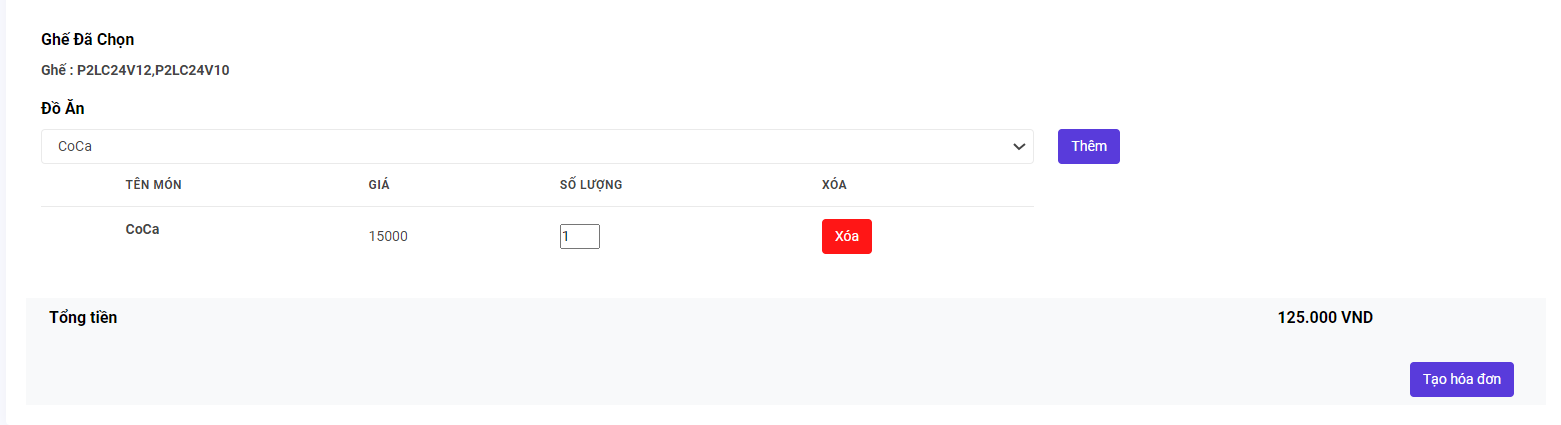 Ghế Đã Chọn
Ghế : P2LC24V12,P2LC24V10
Đồ Ăn
CoCa
Thêm
TÊN MÓN GIÁ SỐ LƯỢNG XÓA
CoCa 15000 1 Xóa
Tổng tiền 125.000 VND
Tạo hóa đơn